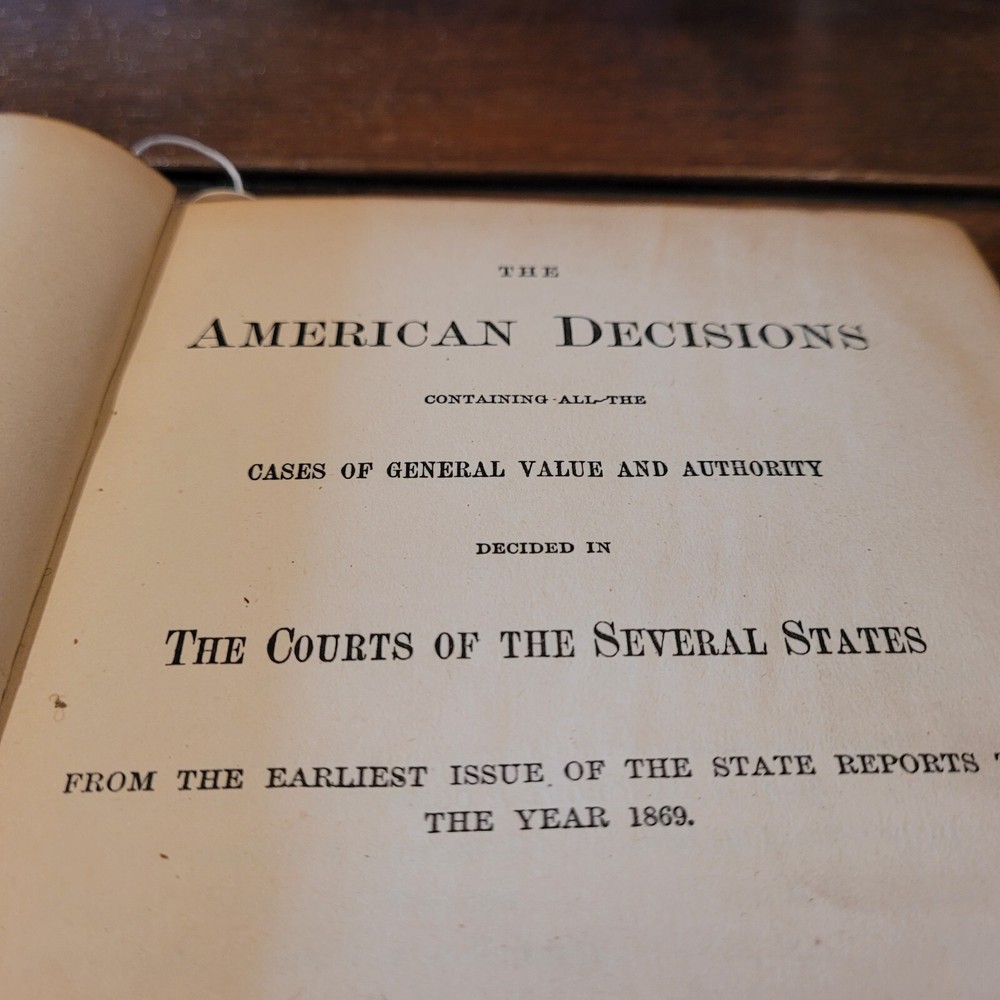 THE
AMERICAN DECISIONS
CONTAINING ALL THE
CASES OF GENERAL VALUE AND AUTHORITY
DECIDED IN
THE COURTS OF THE SEVERAL STATES
FROM THE EARLIEST ISSUE OF THE STATE REPORTS
THE YEAR 1869.